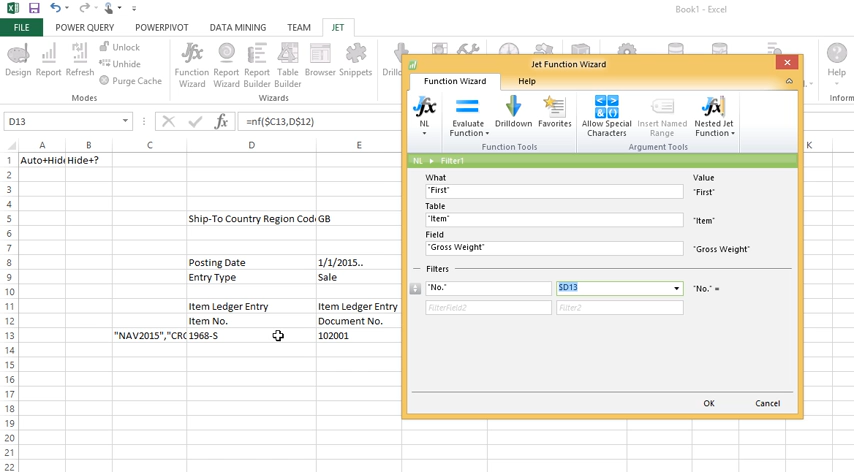 Book1 - Excel
FILE POWER QUERY POWERPIVOT DATA MINING TEAM JET
Design Report Refresh
Unlock
Unhide
Purge Cache
Modes
Function Wizard
Report Wizard
Report Builder
Table Builder
Browser
Snippets
Wizards
Help
D13
=nf($C13,D$12)
A B C D E K
1 Auto+Hide Hide+?
2
3
4
5 Ship-To Country Region Code GB
6
7
8 Posting Date 1/1/2015..
9 Entry Type Sale
10
11 Item Ledger Entry Item Ledger Entry
12 Item No. Document No.
13 "NAV2015","CRO 1968-S 102001
14
15
16
17
18
19
20
21
22
Jet Function Wizard
Function Wizard Help
NL
Evaluate Function
Drilldown
Favorites
Function Tools
Allow Special Characters
Insert Named Range
Nested Jet Function
Argument Tools
NL Filter1
What Value
"First" "First"
Table
"Item" "Item"
Field
"Gross Weight" "Gross Weight"
Filters
"No." $D13 "No." =
FilterField2 Filter2
OK Cancel